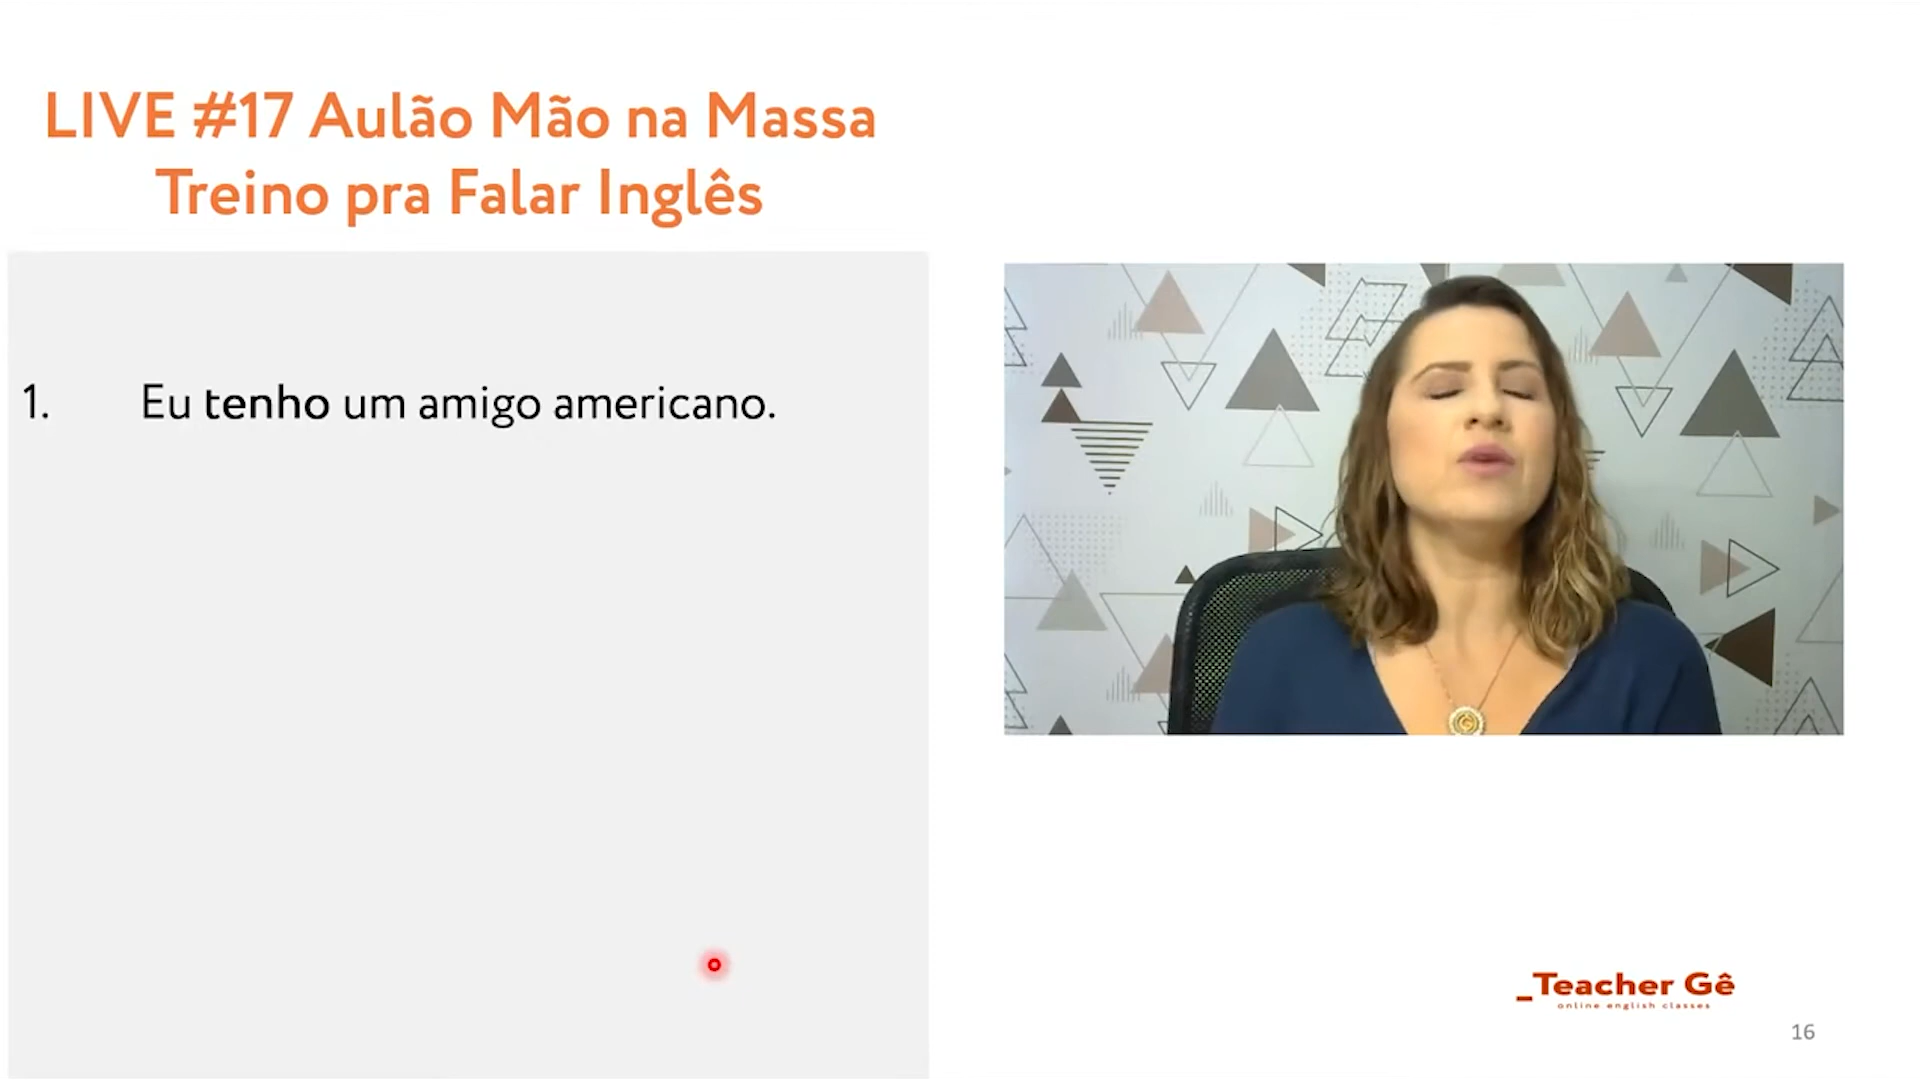 LIVE #17 Aulão Mão na Massa
Treino pra Falar Inglês
1. Eu tenho um amigo americano.
_Teacher Gê
online english classes
16